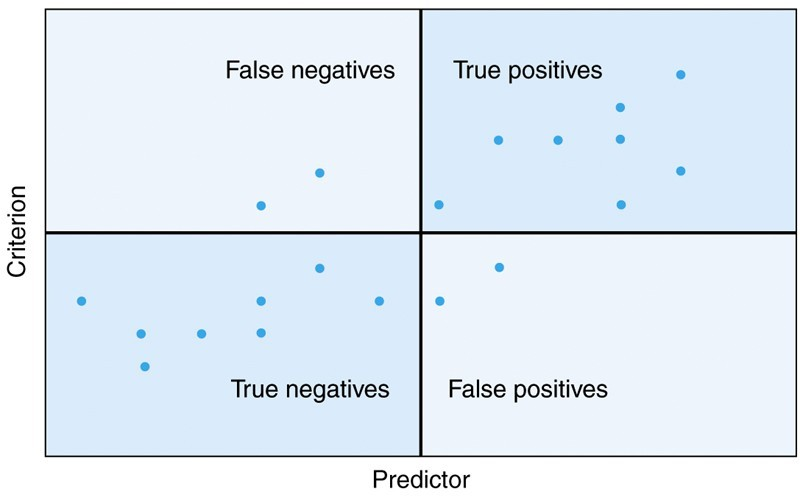 False negatives
True positives
Criterion
True negatives
False positives
Predictor